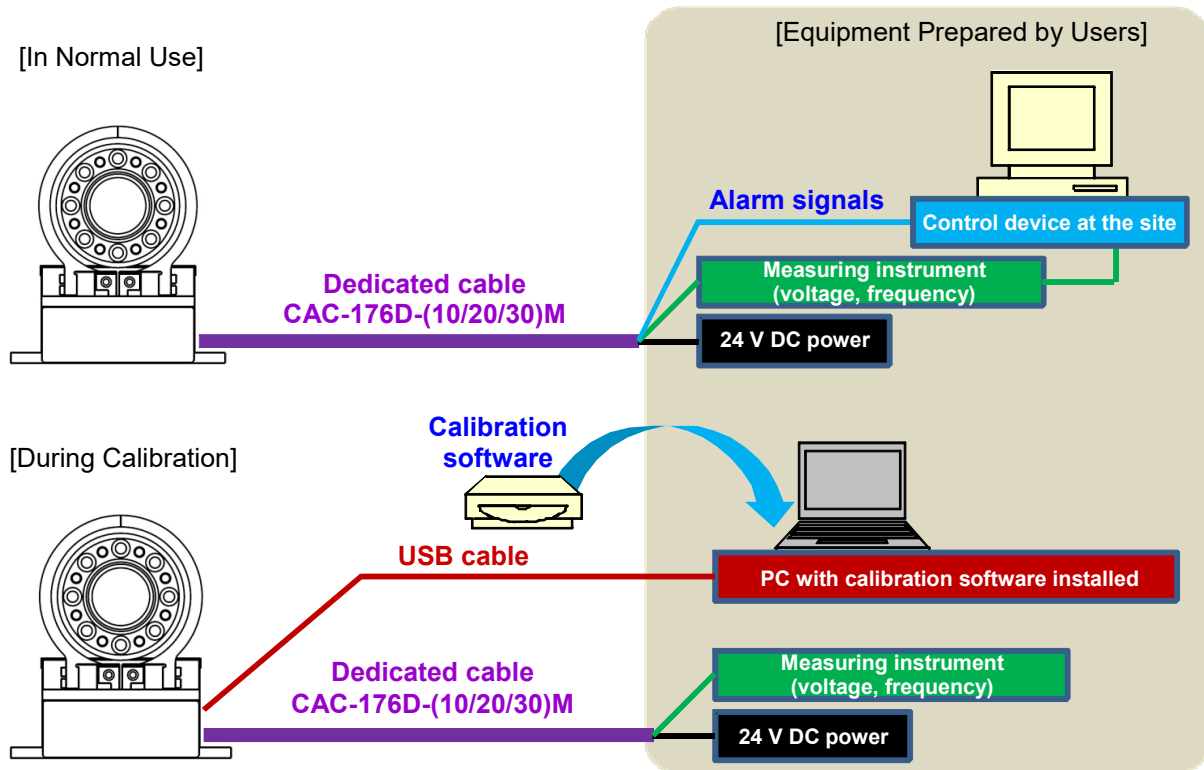 [Equipment Prepared by Users]
[In Normal Use]
Alarm signals
Control device at the site
Dedicated cable
CAC-176D-(10/20/30)M
Measuring instrument
(voltage, frequency)
24 V DC power
[During Calibration]
Calibration
software
USB cable
PC with calibration software installed
Dedicated cable
CAC-176D-(10/20/30)M
Measuring instrument
(voltage, frequency)
24 V DC power